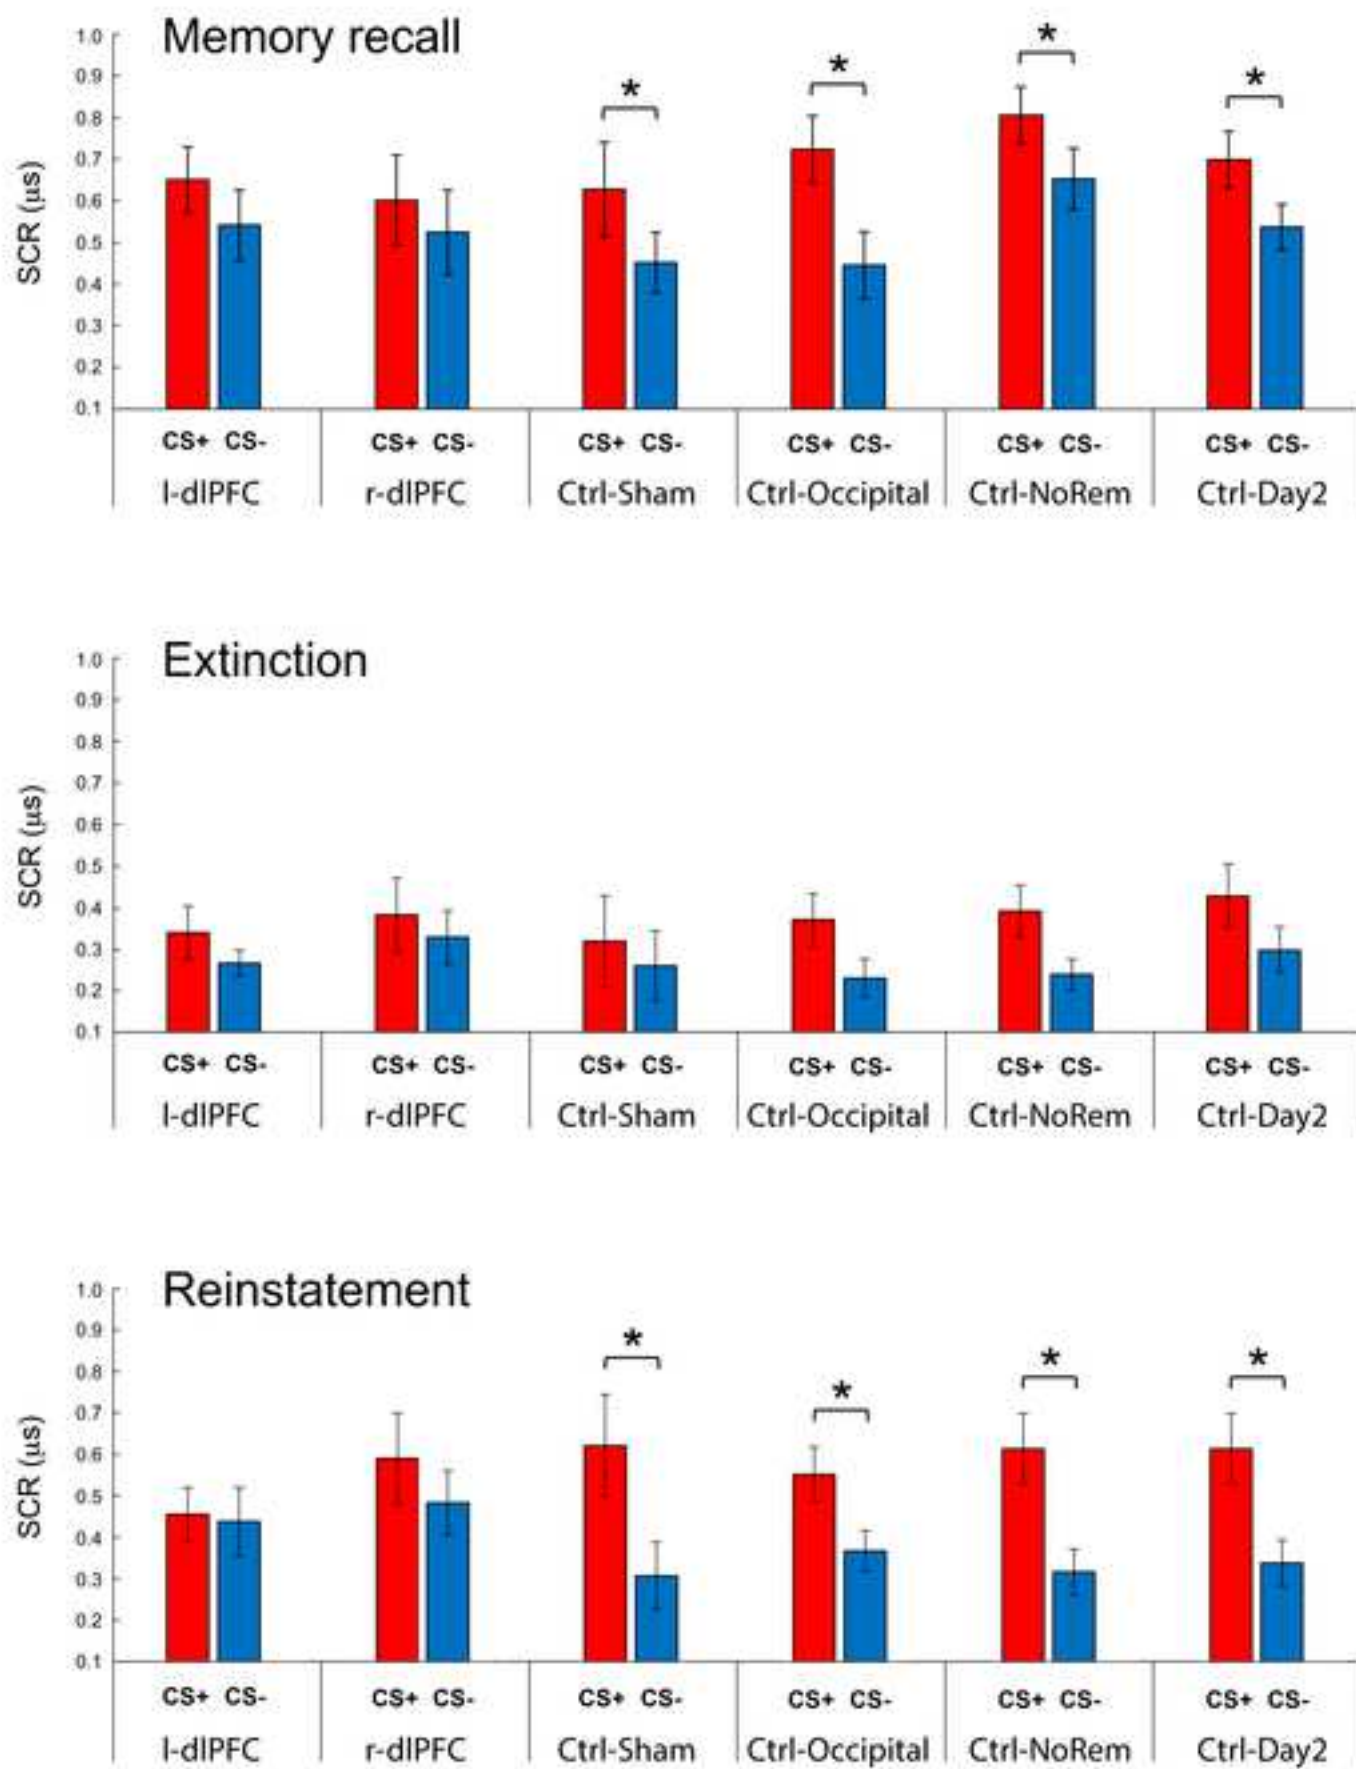 Memory recall
* * * *
SCR (μs)
1.0
0.9
0.8
0.7
0.6
0.5
0.4
0.3
0.2
0.1
CS+ CS- CS+ CS- CS+ CS- CS+ CS- CS+ CS- CS+ CS-
l-dlPFC r-dlPFC Ctrl-Sham Ctrl-Occipital Ctrl-NoRem Ctrl-Day2
Extinction
SCR (μs)
1.0
0.9
0.8
0.7
0.6
0.5
0.4
0.3
0.2
0.1
CS+ CS- CS+ CS- CS+ CS- CS+ CS- CS+ CS- CS+ CS-
l-dlPFC r-dlPFC Ctrl-Sham Ctrl-Occipital Ctrl-NoRem Ctrl-Day2
Reinstatement
* * * *
SCR (μs)
1.0
0.9
0.8
0.7
0.6
0.5
0.4
0.3
0.2
0.1
CS+ CS- CS+ CS- CS+ CS- CS+ CS- CS+ CS- CS+ CS-
l-dlPFC r-dlPFC Ctrl-Sham Ctrl-Occipital Ctrl-NoRem Ctrl-Day2